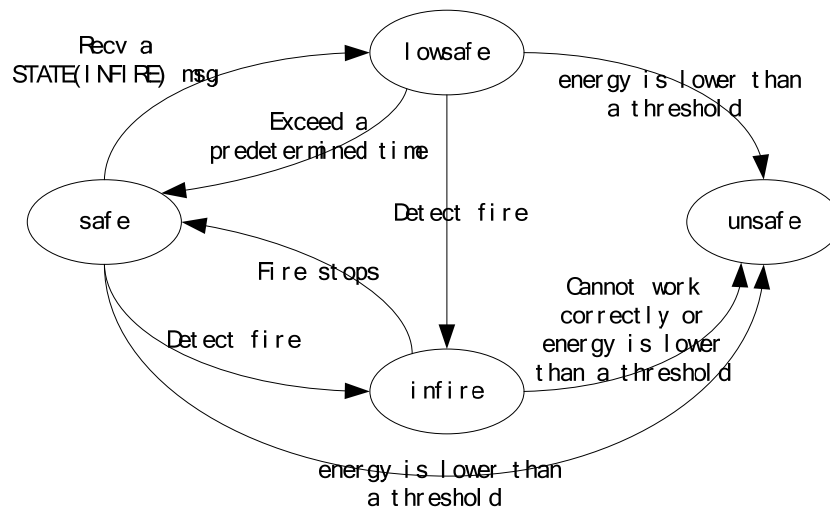 Recv a
STATE(INFIRE) msg
lowsafe
energy is lower than
a threshold
Exceed a
predetermined time
safe
Detect fire
unsafe
Fire stops
Cannot work
correctly or
energy is lower
than a threshold
Detect fire
infire
energy is lower than
a threshold